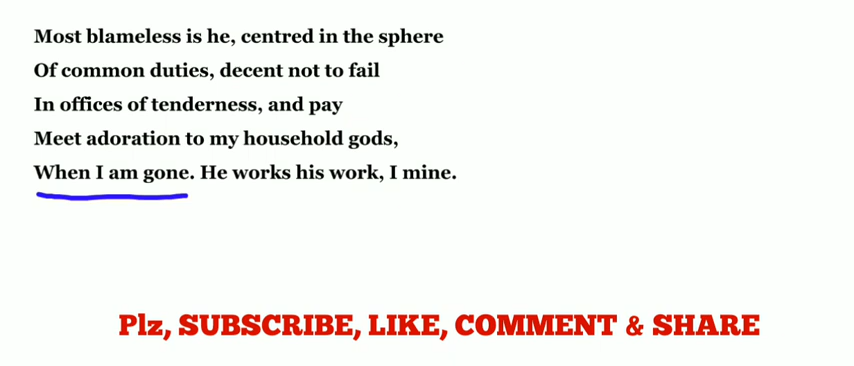 Most blameless is he, centred in the sphere
Of common duties, decent not to fail
In offices of tenderness, and pay
Meet adoration to my household gods,
When I am gone. He works his work, I mine.
Plz, SUBSCRIBE, LIKE, COMMENT & SHARE